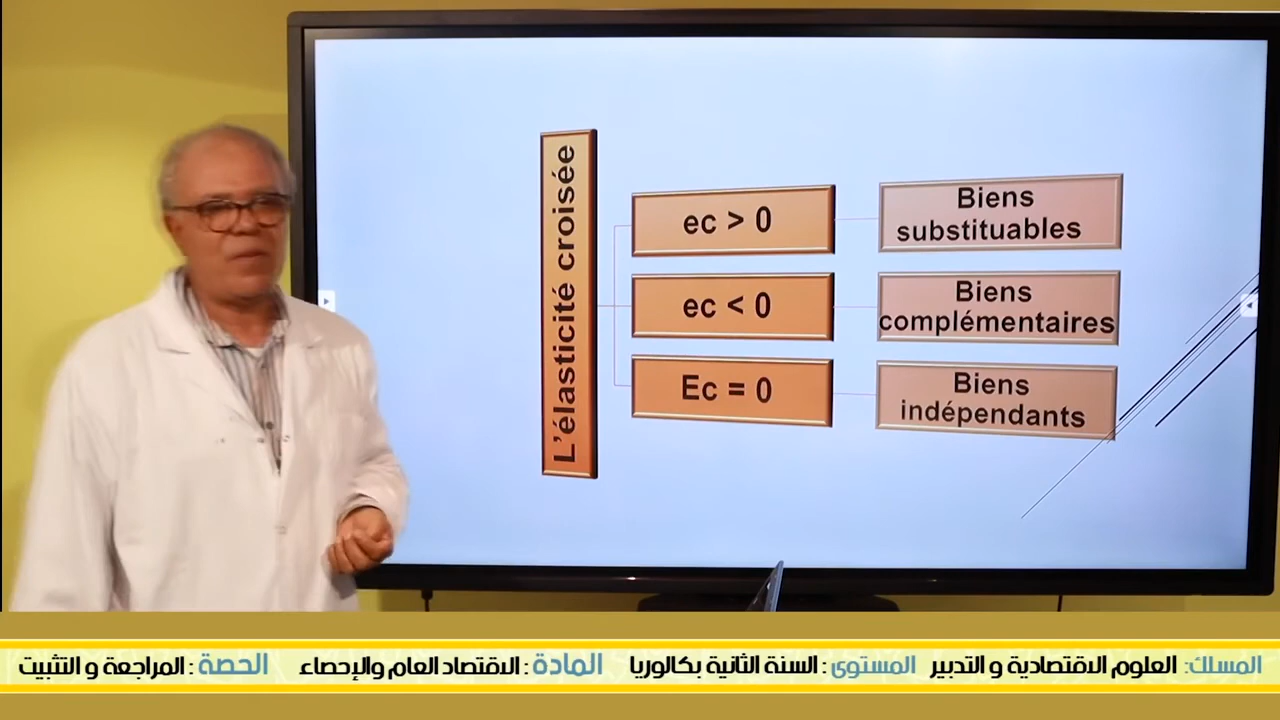 L'élasticité croisée
ec > 0
Biens
substituables
ec < 0
Biens
complémentaires
Ec = 0
Biens
indépendants
المسلك: العلوم الاقتصادية و التدبير المستوى : السنة الثانية بكالوريا المادة : الاقتصاد العام والإحصاء الحصة : المراجعة و التثبيت